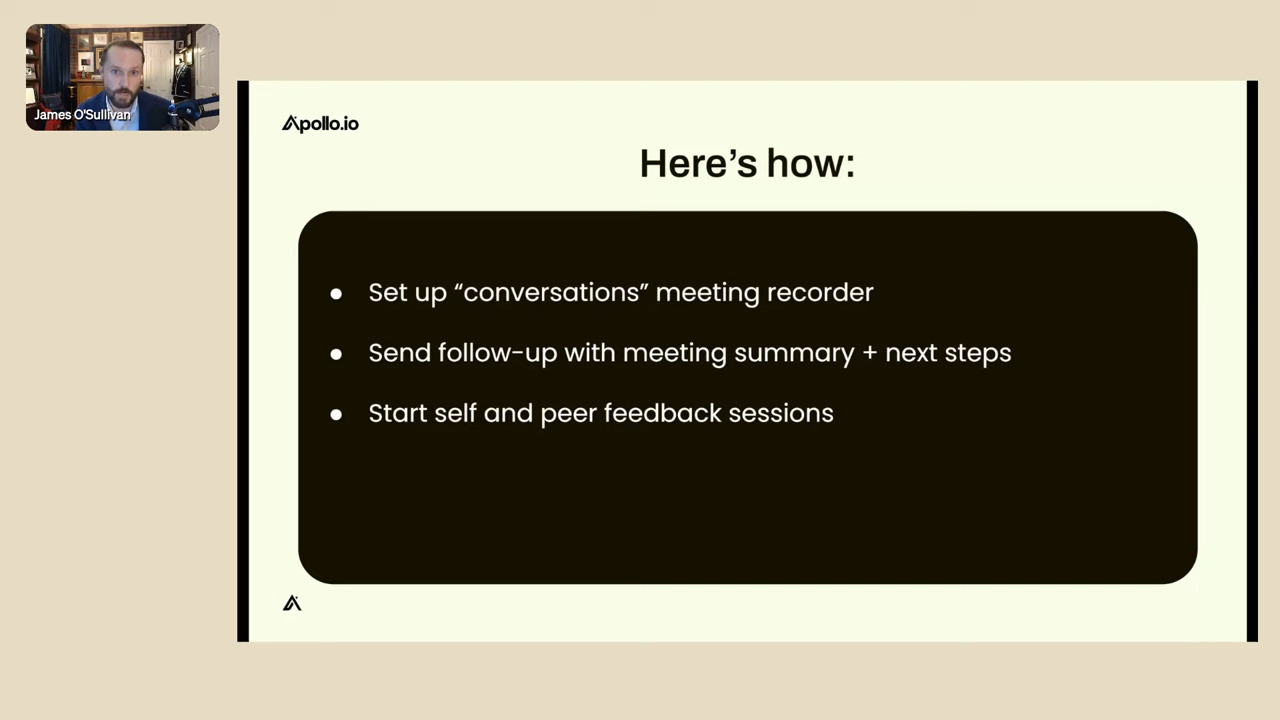 James O'Sullivan
Apollo.io
Here’s how:
● Set up “conversations” meeting recorder
● Send follow-up with meeting summary + next steps
● Start self and peer feedback sessions